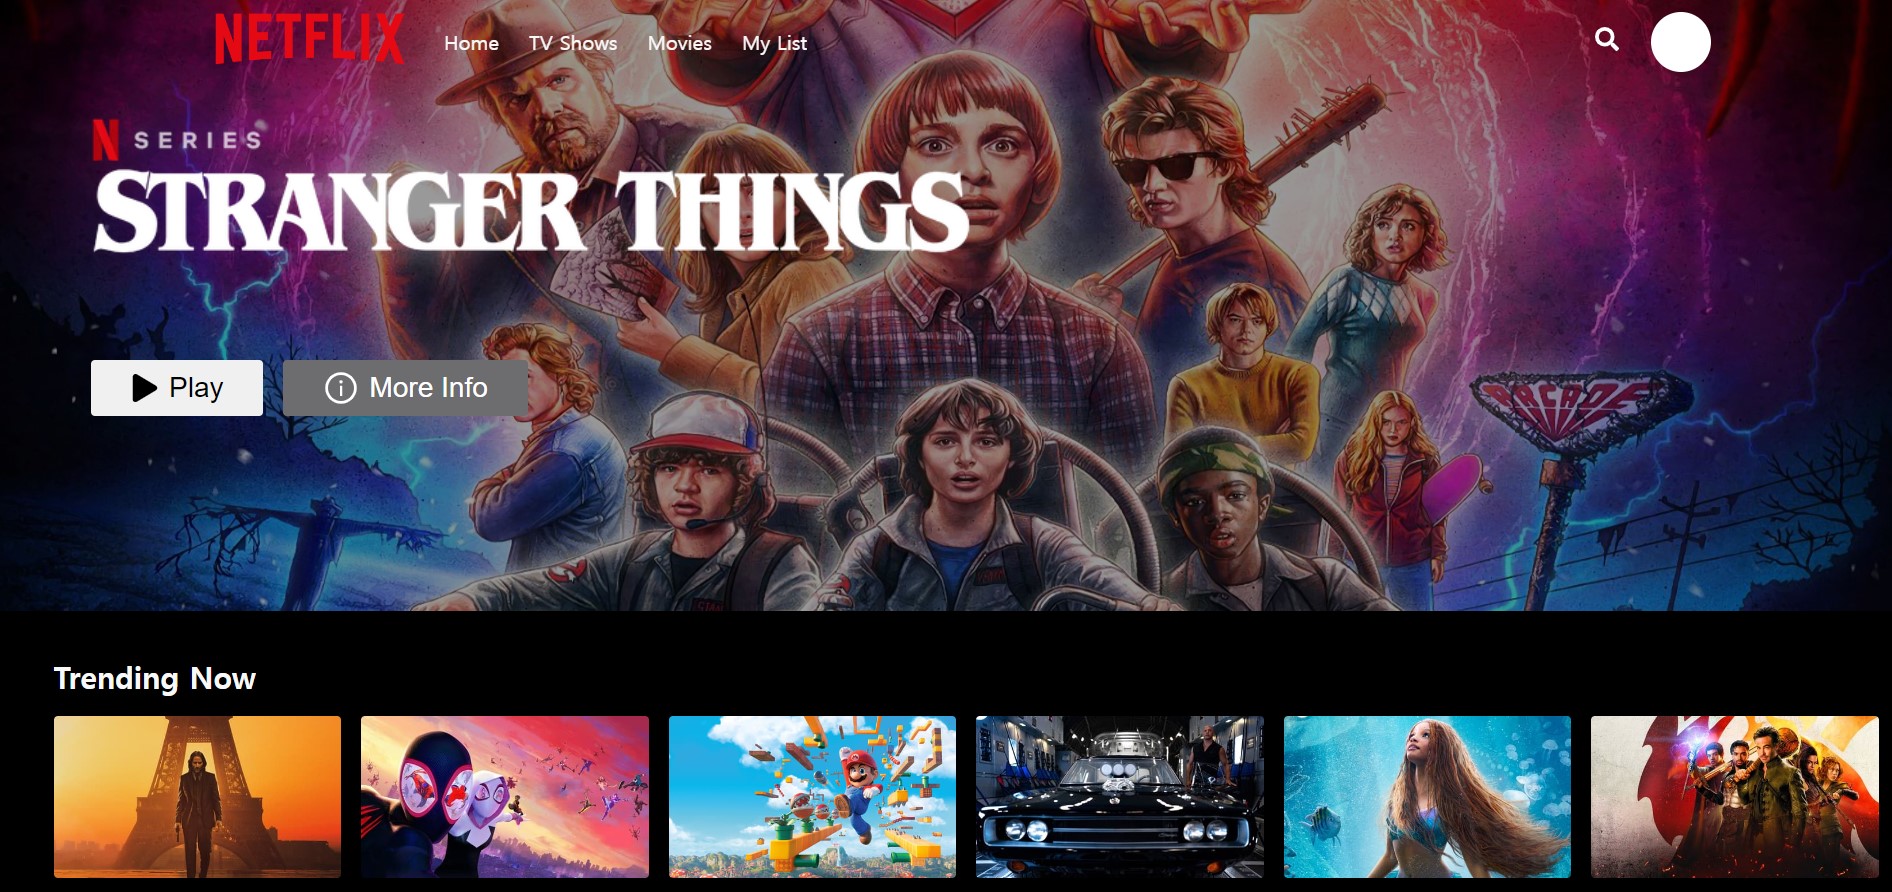 NETFLIX
Home
TV Shows
Movies
My List
N SERIES
STRANGER THINGS
Play
More Info
ARCADE
Trending Now